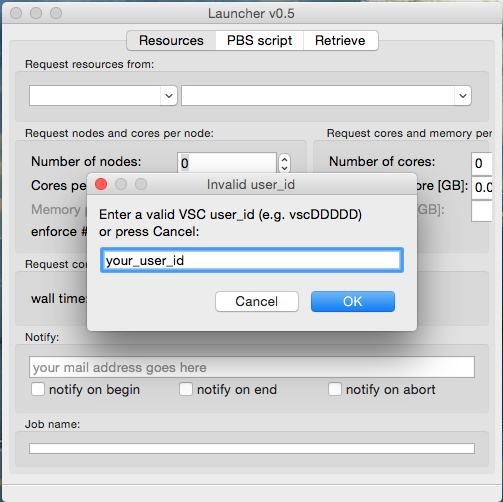 Launcher v0.5
Resources PBS script Retrieve
Request resources from:
Request nodes and cores per node: Request cores and memory per
Number of nodes: 0 Number of cores: 0
Invalid user_id
Cores pe ore [GB]: 0.0
Enter a valid VSC user_id (e.g. vscDDDDD)
or press Cancel:
Memory GB]:
enforce #
your_user_id
Request co
wall time: Cancel OK
Notify:
your mail address goes here
notify on begin notify on end notify on abort
Job name: